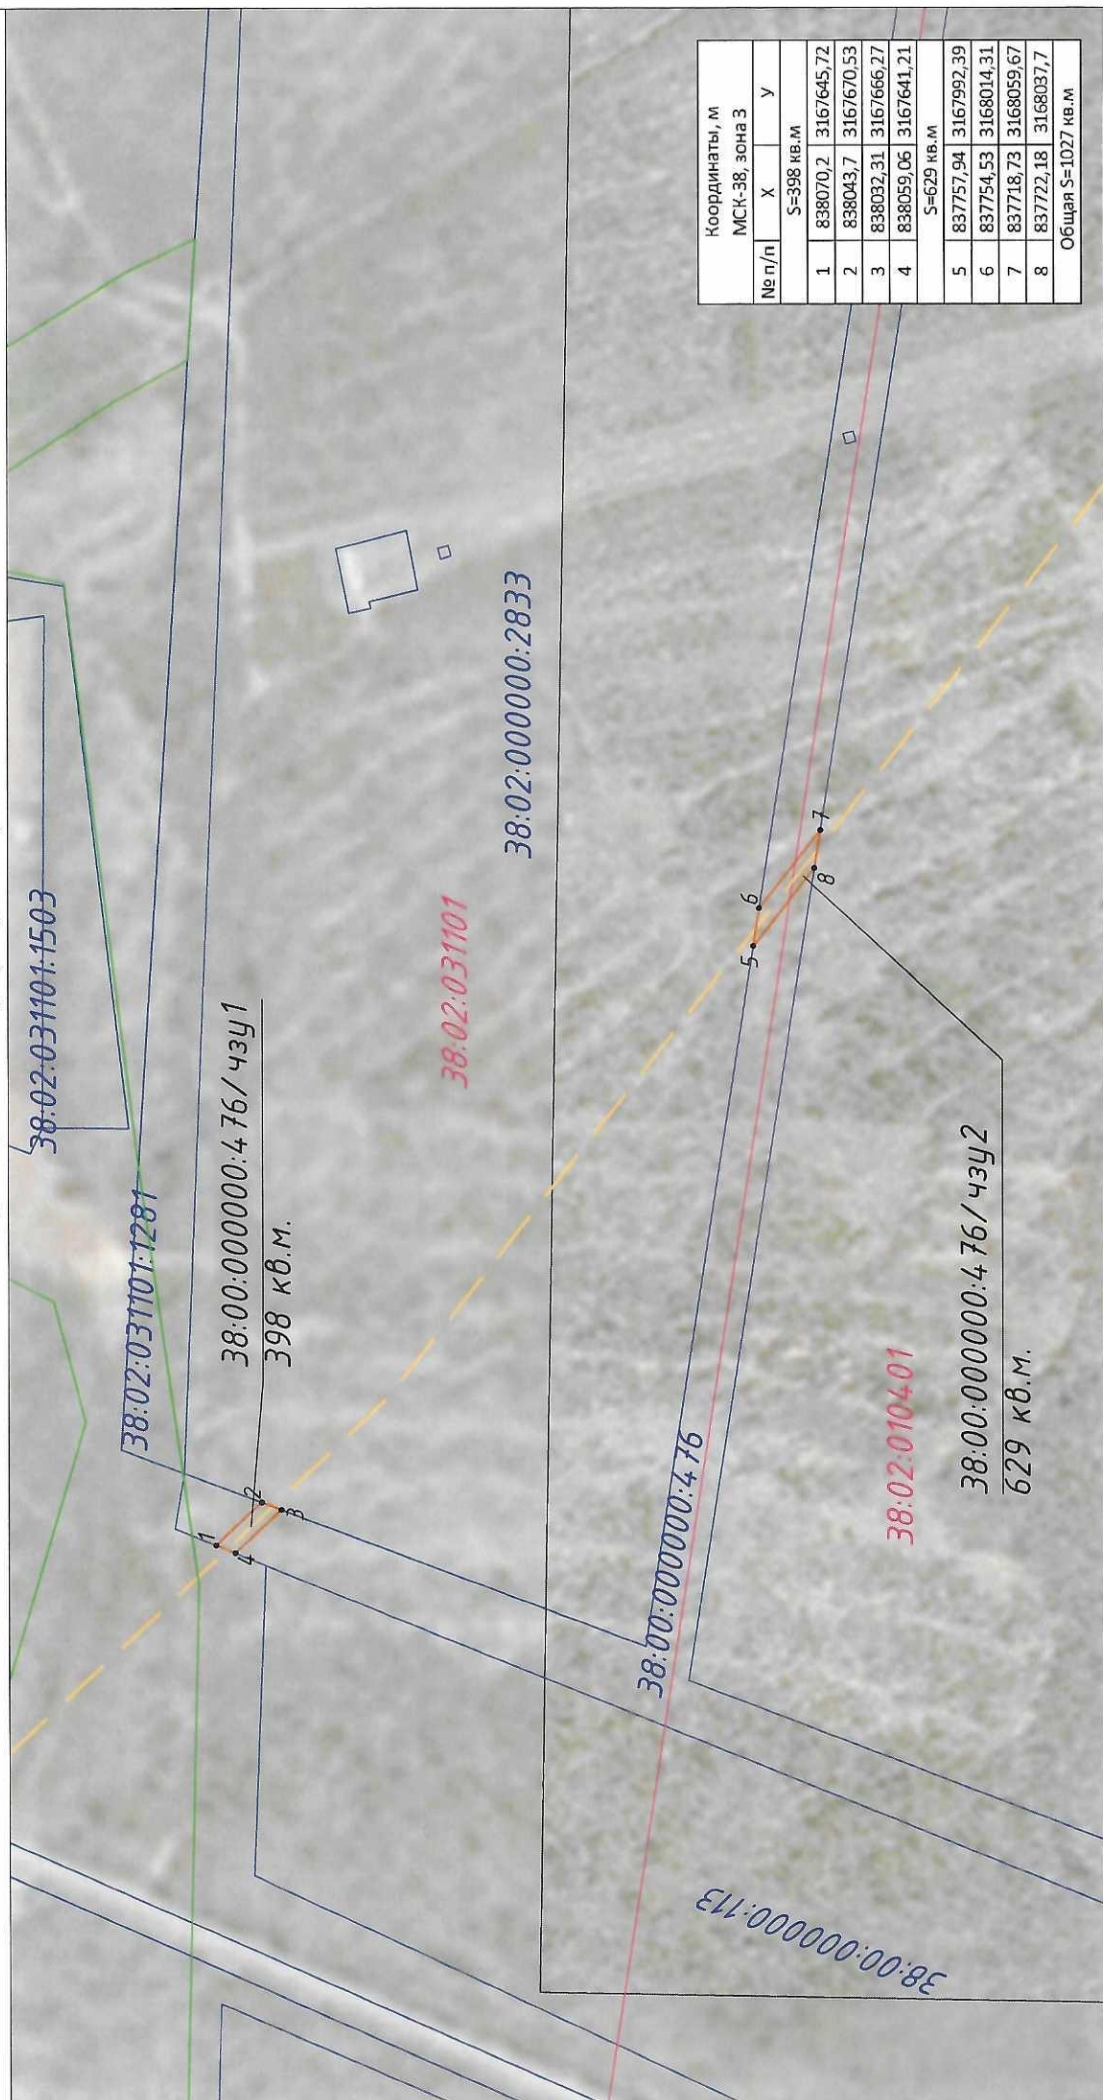 38:02:031101:1503
38:02:031101:1281
38:00:000000:476/чзу1
398 кв.м.
38:02:031101
38:02:000000:2833
1
2
3
4
5
6
7
8
38:00:000000:476
38:02:010401
38:00:000000:476/чзу2
629 кв.м.
38:00:000000:113
Координаты, м
МСК-38, зона 3
№ п/п X У
S=398 кв.м
1 838070,2 3167645,72
2 838043,7 3167670,53
3 838032,31 3167666,27
4 838059,06 3167641,21
S=629 кв.м
5 837757,94 3167992,39
6 837754,53 3168014,31
7 837718,73 3168059,67
8 837722,18 3168037,7
Общая S=1027 кв.м